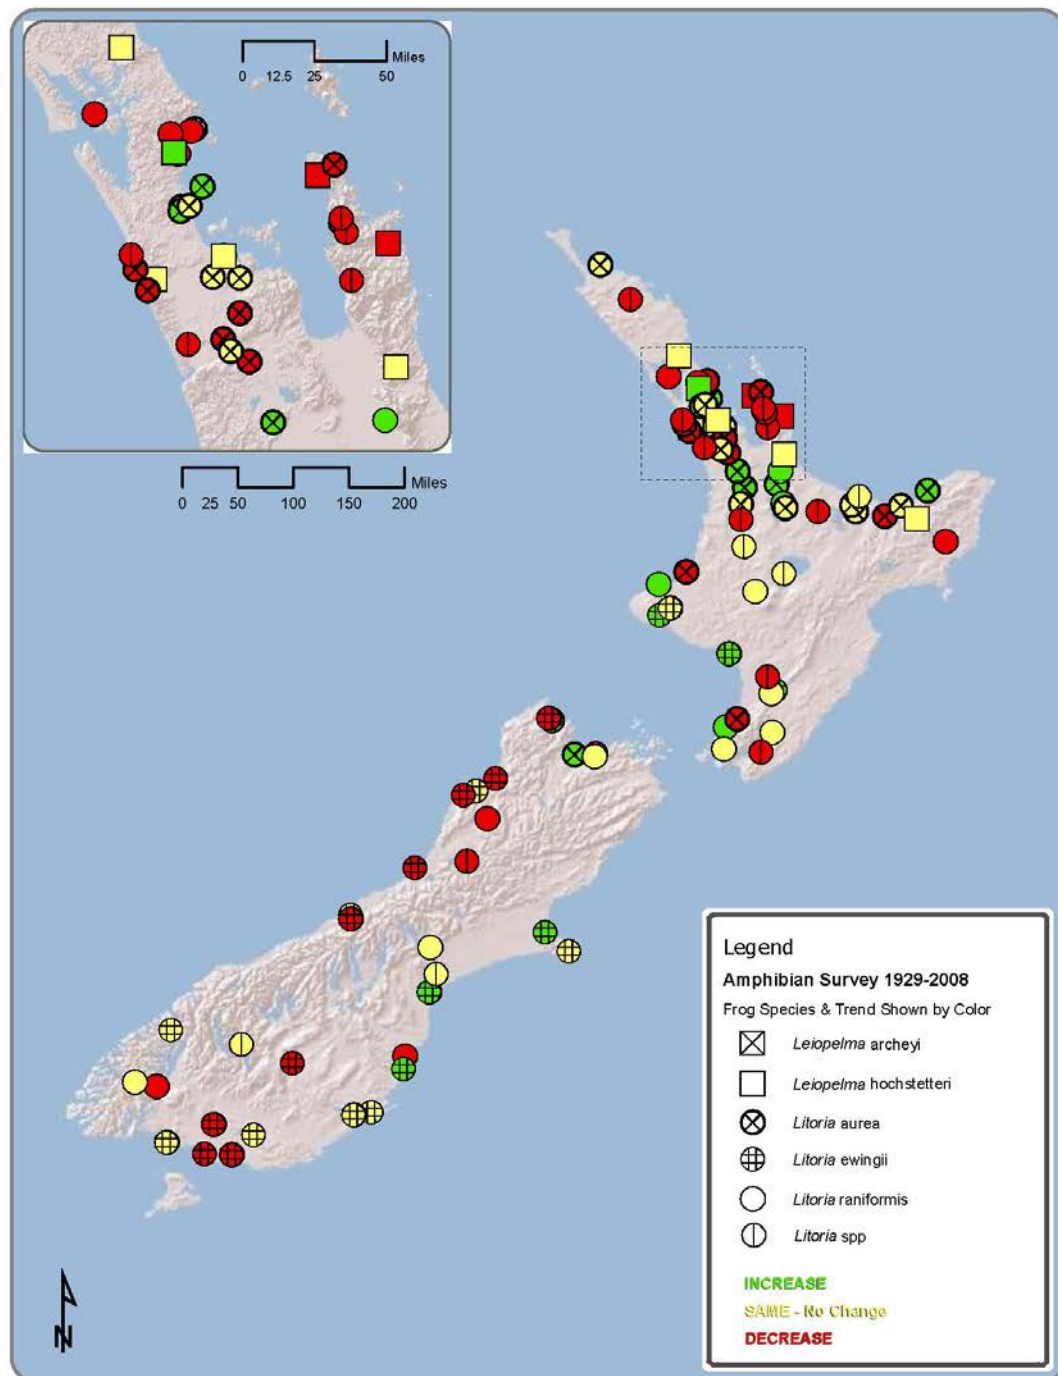 Miles
0 12.5 25 50
Miles
0 25 50 100 150 200
Legend
Amphibian Survey 1929-2008
Frog Species & Trend Shown by Color
Leiopelma archeyi
Leiopelma hochstetteri
Litoria aurea
Litoria ewingii
Litoria raniformis
Litoria spp
INCREASE
SAME - No Change
DECREASE
N